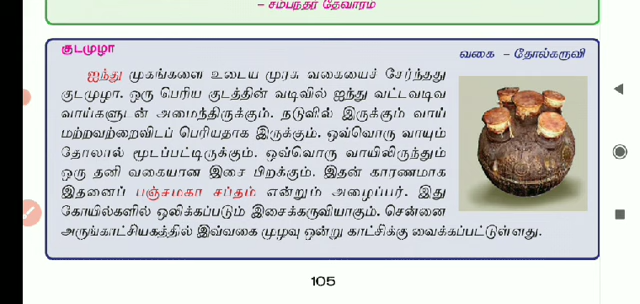 – சம்பந்தர் தேவாரம்
குடமுழா
வகை – தோல்கருவி
ஐந்து முகங்களை உடைய முரசு வகையைச் சேர்ந்தது
குடமுழா. ஒரு பெரிய குடத்தின் வடிவில் ஐந்து வட்டவடிவ
வாய்களுடன் அமைந்திருக்கும். நடுவில் இருக்கும் வாய்
மற்றவற்றைவிடப் பெரியதாக இருக்கும். ஒவ்வொரு வாயும்
தோலால் மூடப்பட்டிருக்கும். ஒவ்வொரு வாயிலிருந்தும்
ஒரு தனி வகையான இசை பிறக்கும். இதன் காரணமாக
இதனைப் பஞ்சமகா சப்தம் என்றும் அழைப்பர். இது
கோயில்களில் ஒலிக்கப்படும் இசைக்கருவியாகும். சென்னை
அருங்காட்சியகத்தில் இவ்வகை முழவு ஒன்று காட்சிக்கு வைக்கப்பட்டுள்ளது.
105